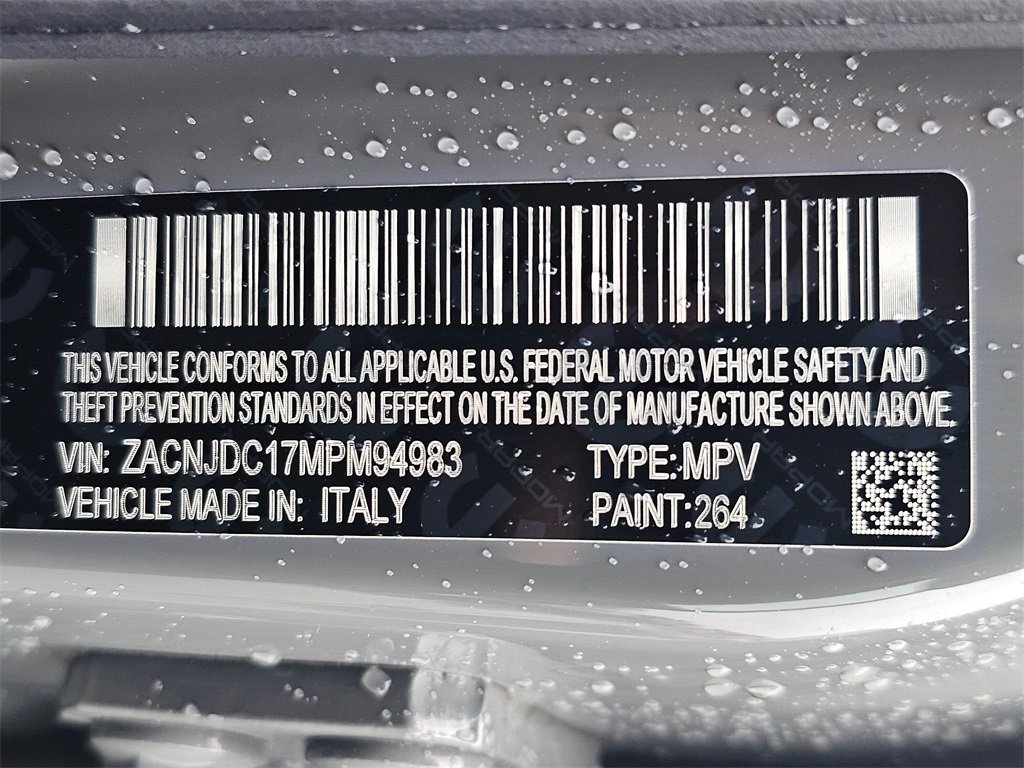 THIS VEHICLE CONFORMS TO ALL APPLICABLE U.S. FEDERAL MOTOR VEHICLE SAFETY AND
THEFT PREVENTION STANDARDS IN EFFECT ON THE DATE OF MANUFACTURE SHOWN ABOVE.
VIN: ZACNJDC17MPM94983 TYPE:MPV
VEHICLE MADE IN: ITALY PAINT:264